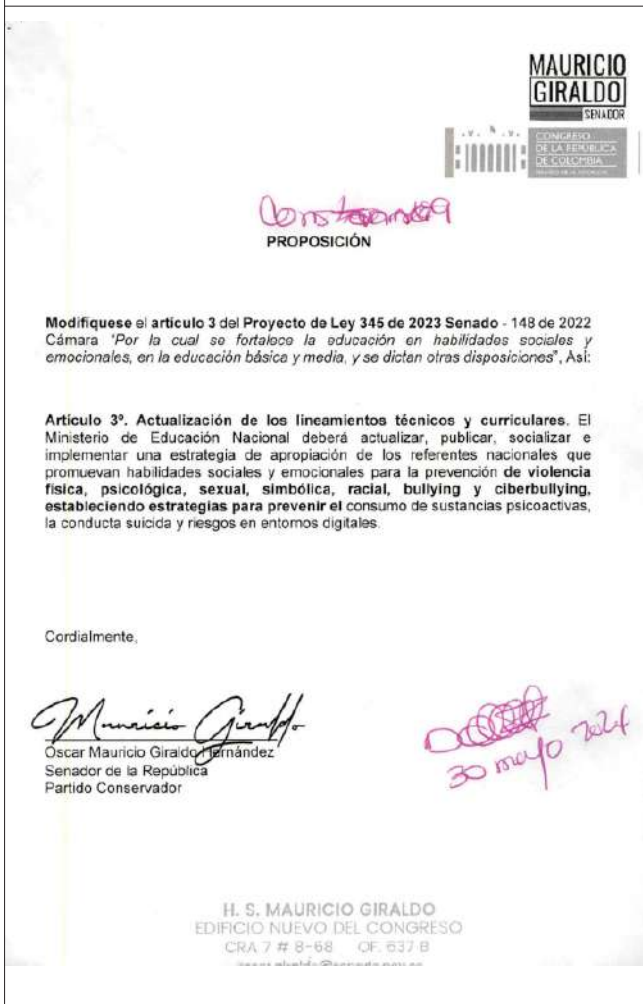 MAURICIO
GIRALDO
SENADOR
CONGRESO
DE LA REPÚBLICA
DE COLOMBIA
PROPOSICIÓN
Modifíquese el artículo 3 del Proyecto de Ley 345 de 2023 Senado - 148 de 2022
Cámara "Por la cual se fortalece la educación en habilidades sociales y
emocionales, en la educación básica y media, y se dictan otras disposiciones", Así:
Artículo 3º. Actualización de los lineamientos técnicos y curriculares. El
Ministerio de Educación Nacional deberá actualizar, publicar, socializar e
implementar una estrategia de apropiación de los referentes nacionales que
promuevan habilidades sociales y emocionales para la prevención de violencia
física, psicológica, sexual, simbólica, racial, bullying y ciberbullying,
estableciendo estrategias para prevenir el consumo de sustancias psicoactivas,
la conducta suicida y riesgos en entornos digitales.
Cordialmente,
Mauricio Giraldo
Óscar Mauricio Giraldo Hernández
Senador de la República
Partido Conservador
30 mayo 2024
H. S. MAURICIO GIRALDO
EDIFICIO NUEVO DEL CONGRESO
CRA 7 # 8-68 OF. 637 B